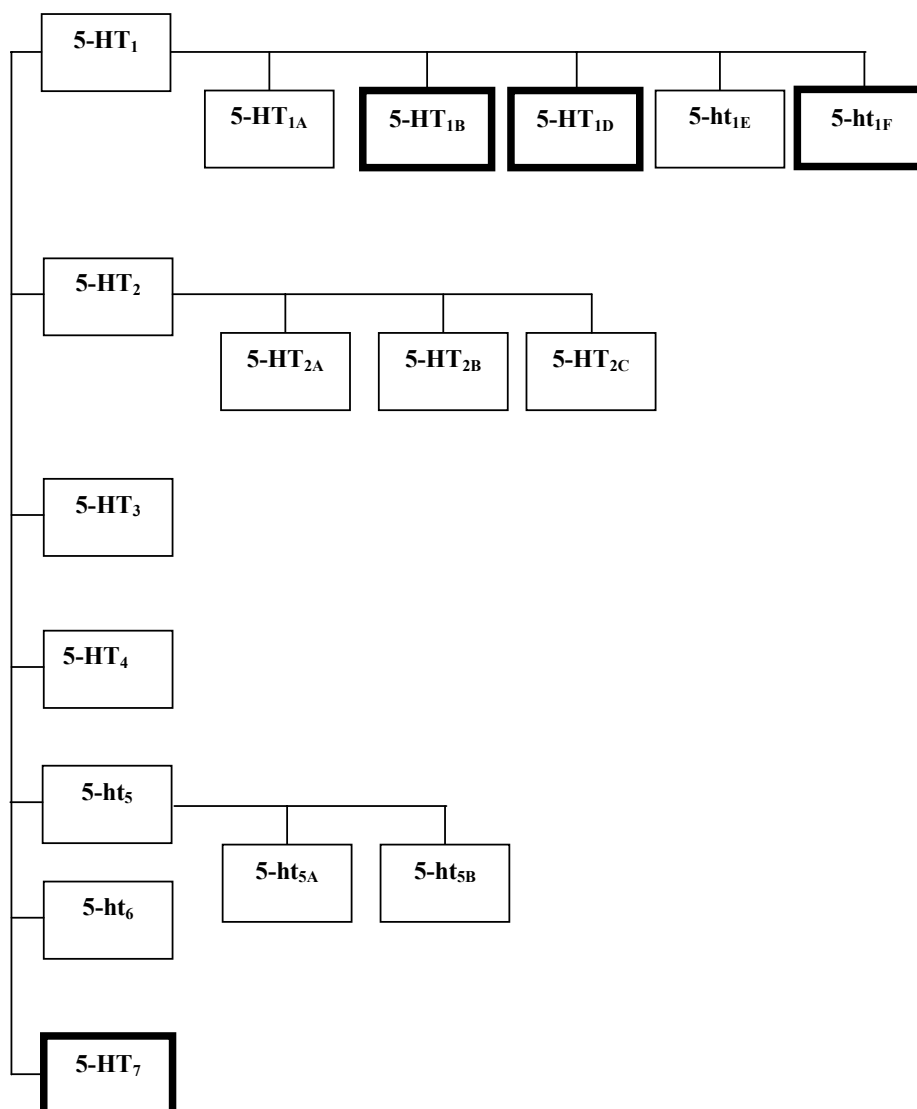 5-HT₁
5-HT₁A 5-HT₁B 5-HT₁D 5-ht₁E 5-ht₁F
5-HT₂
5-HT₂A 5-HT₂B 5-HT₂C
5-HT₃
5-HT₄
5-ht₅
5-ht₅A 5-ht₅B
5-ht₆
5-HT₇